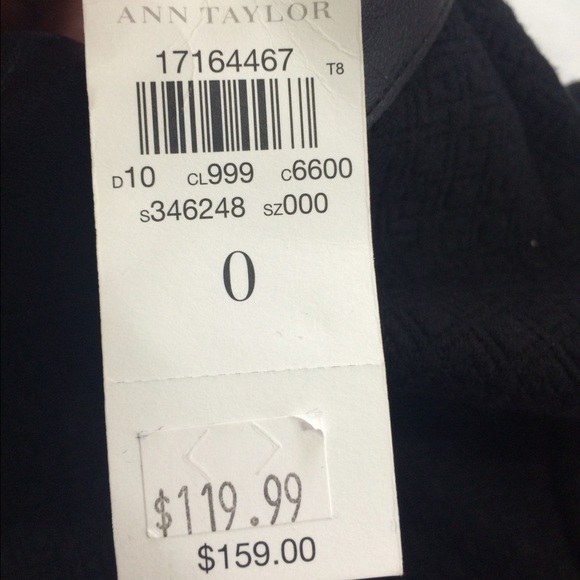 ANN TAYLOR
17164467 T8
D10 CL999 C6600
S346248 SZ000
0
$119.99
$159.00